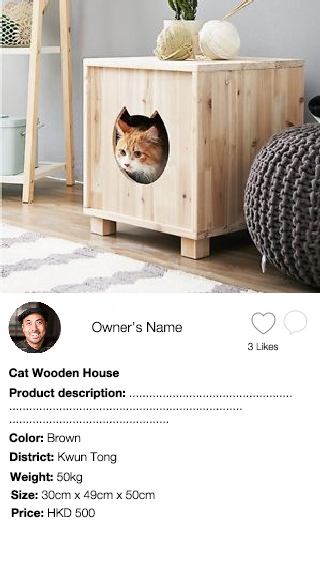 Owner's Name
3 Likes
Cat Wooden House
Product description: .................................................
......................................................................
................................................
Color: Brown
District: Kwun Tong
Weight: 50kg
Size: 30cm x 49cm x 50cm
Price: HKD 500